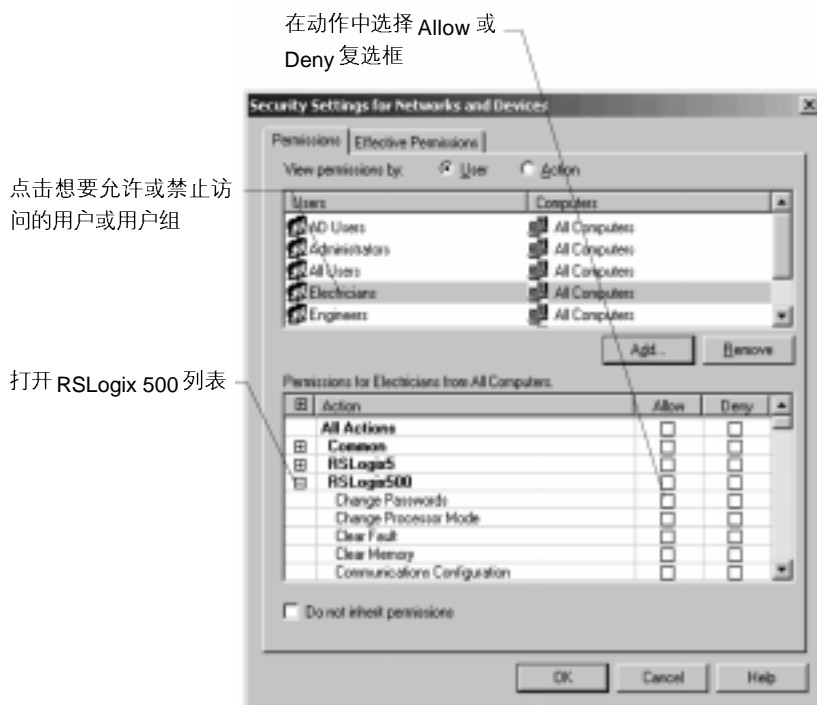 在动作中选择 Allow 或
Deny 复选框
Security Settings for Networks and Devices
Permissions
Effective Permissions
View permissions by:
User
Action
点击想要允许或禁止访
问的用户或用户组
Users
Computers
AD Users
All Computers
Administrators
All Computers
All Users
All Computers
Electricians
All Computers
Engineers
All Computers
Add...
Remove
打开 RSLogix 500 列表
Permissions for Electricians from All Computers.
Action
Allow
Deny
All Actions
Common
RSLogix5
RSLogix500
Change Passwords
Change Processor Mode
Clear Fault
Clear Memory
Communications Configuration
Do not inherit permissions
OK
Cancel
Help